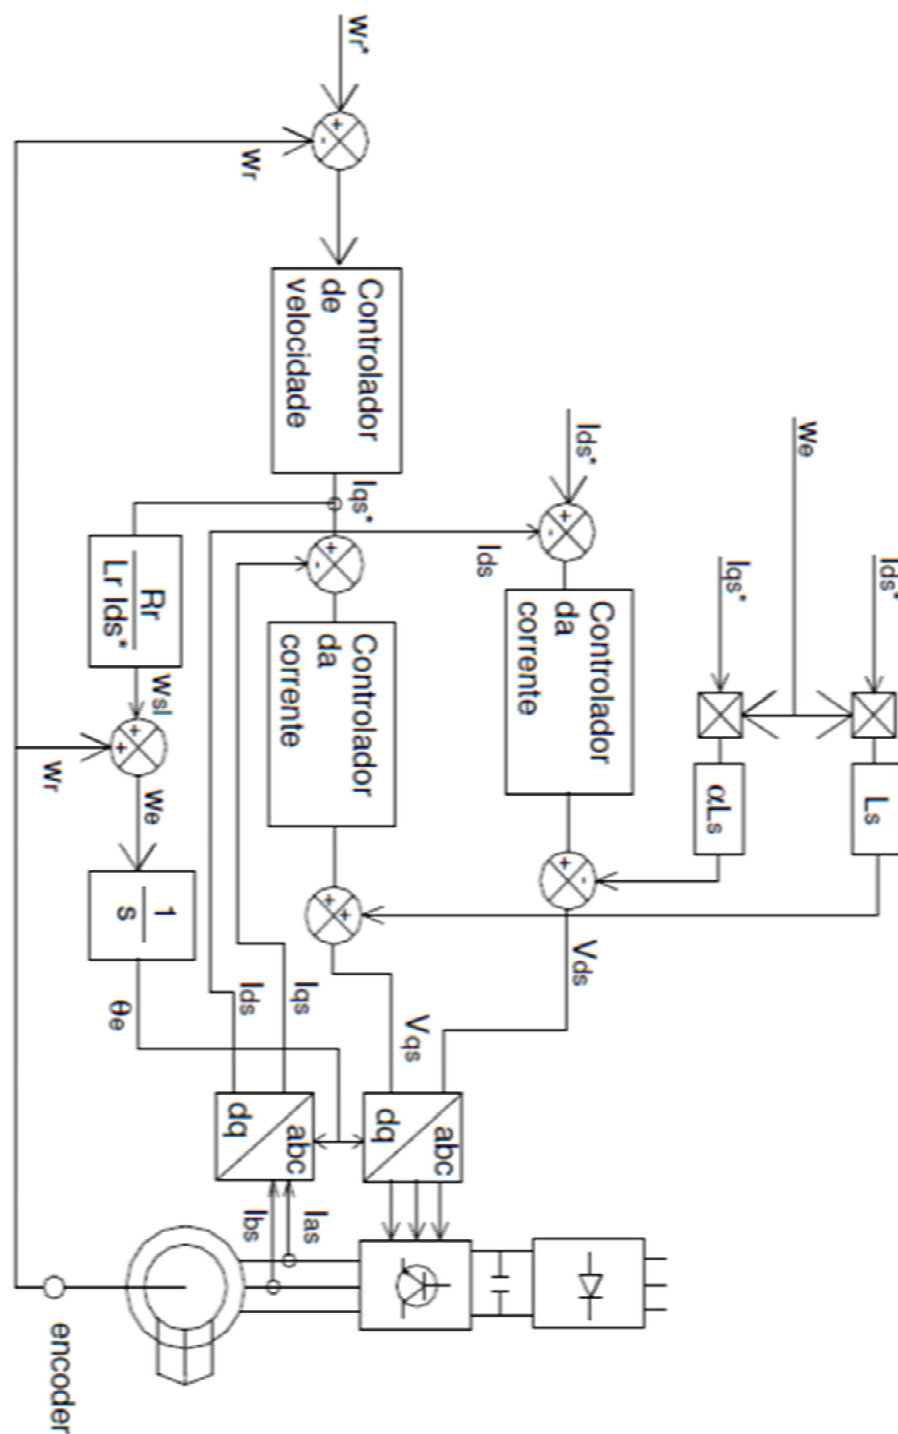 Ids*
Ls
we
Iqs*
αLs
Ids*
+
-
Controlador
da
corrente
+
-
Vds
Ids
wr*
+
-
wr
Controlador
de
velocidade
Iqs*
+
-
Controlador
da
corrente
+
+
Vqs
abc
dq
Rr
Lr Ids*
wsl
+
+
wr
we
1
s
θe
Iqs
Ids
abc
dq
Ias
Ibs
encoder